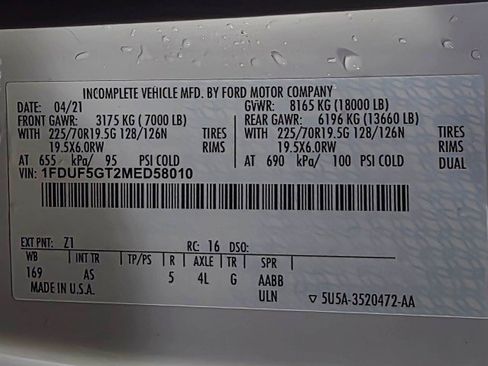 INCOMPLETE VEHICLE MFD. BY FORD MOTOR COMPANY
DATE: 04/21 GVWR: 8165 KG (18000 LB)
FRONT GAWR: 3175 KG (7000 LB) REAR GAWR: 6196 KG (13660 LB)
WITH 225/70R19.5G 128/126N TIRES WITH 225/70R19.5G 128/126N TIRES
19.5X6.0RW RIMS 19.5X6.0RW RIMS
AT 655 kPa/ 95 PSI COLD AT 690 kPa/ 100 PSI COLD DUAL
VIN: 1FDUF5GT2MED58010
EXT PNT: Z1 RC: 16 DSO:
WB INT TR TP/PS R AXLE TR SPR
169 AS 5 4L G AABB
MADE IN U.S.A. ULN ▽ 5U5A-3520472-AA